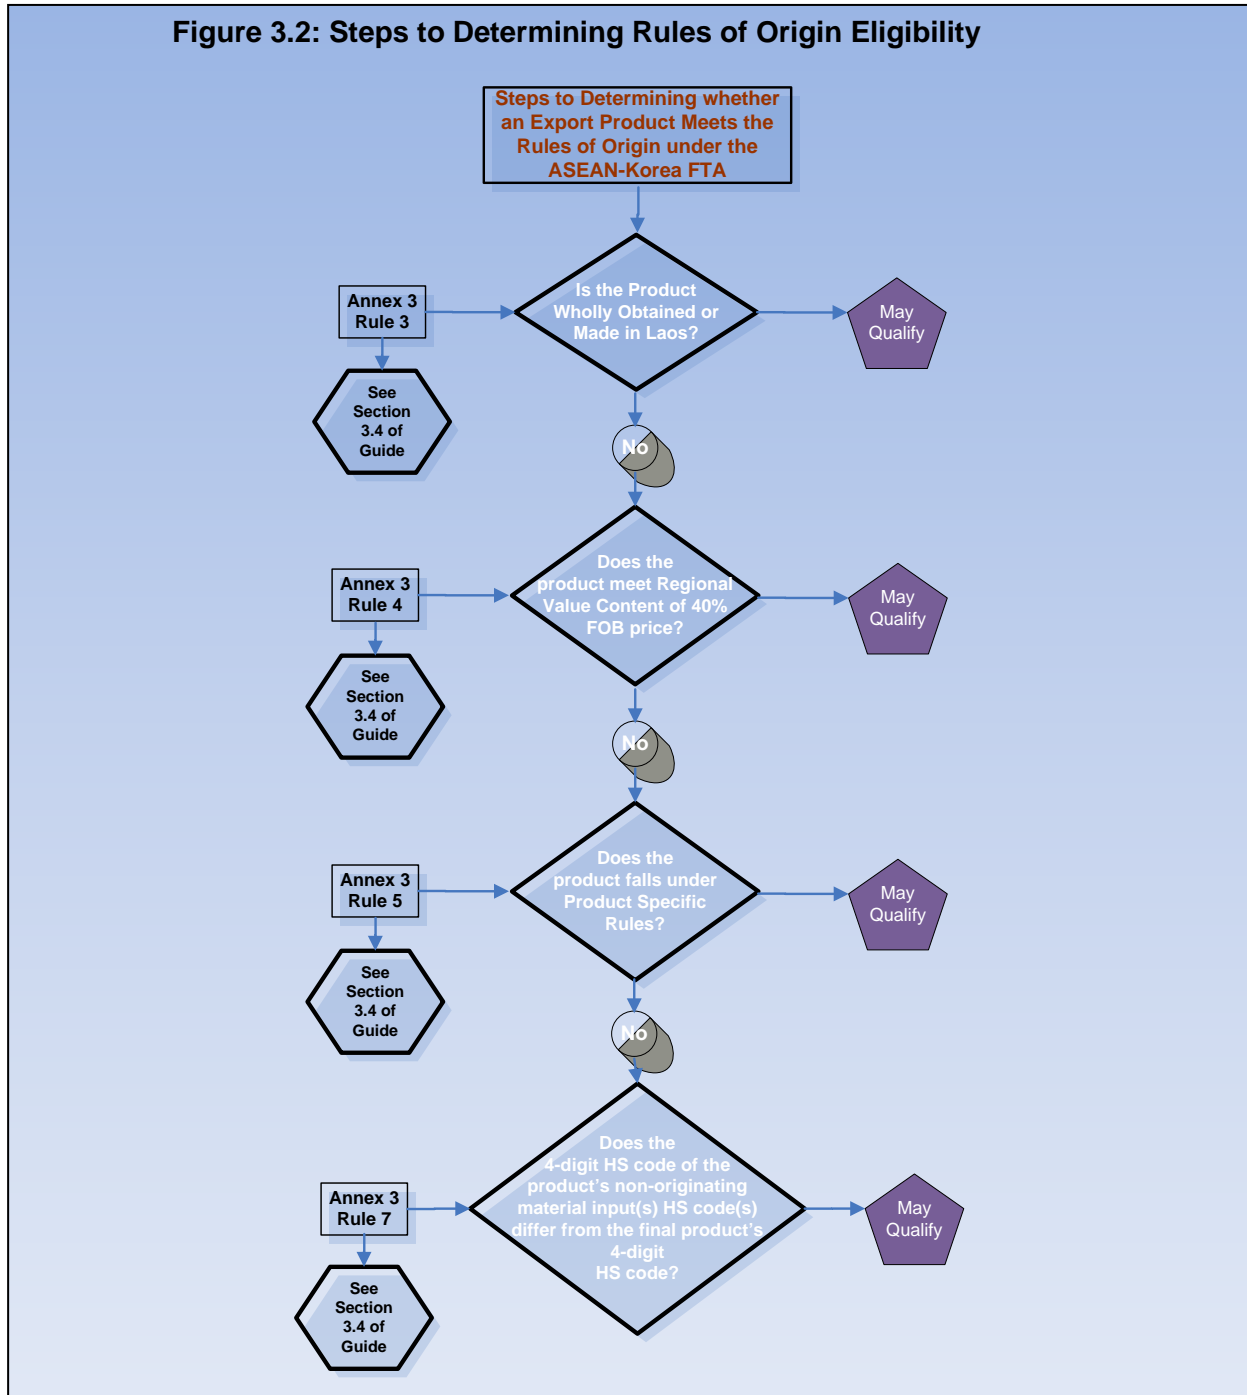 Figure 3.2: Steps to Determining Rules of Origin Eligibility
Steps to Determining whether
an Export Product Meets the
Rules of Origin under the
ASEAN-Korea FTA
Annex 3
Rule 3
Is the Product
Wholly Obtained or
Made in Laos?
May
Qualify
See
Section
3.4 of
Guide
No
Annex 3
Rule 4
Does the
product meet Regional
Value Content of 40%
FOB price?
May
Qualify
See
Section
3.4 of
Guide
No
Annex 3
Rule 5
Does the
product falls under
Product Specific
Rules?
May
Qualify
See
Section
3.4 of
Guide
No
Annex 3
Rule 7
Does the
4-digit HS code of the
product's non-originating
material input(s) HS code(s)
differ from the final product's
4-digit
HS code?
May
Qualify
See
Section
3.4 of
Guide